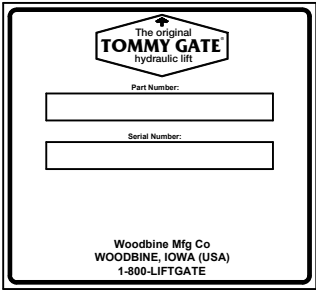 The original
TOMMY GATE®
hydraulic lift
Part Number:
Serial Number:
Woodbine Mfg Co
WOODBINE, IOWA (USA)
1-800-LIFTGATE